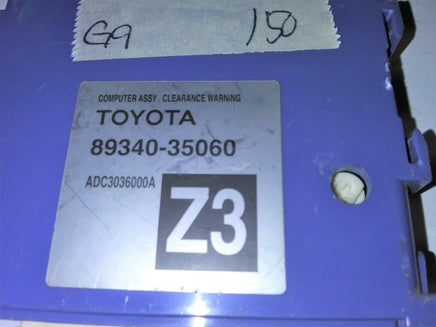 G9 150
COMPUTER ASSY . CLEARANCE WARNING
TOYOTA
89340-35060
ADC3036000A
Z3